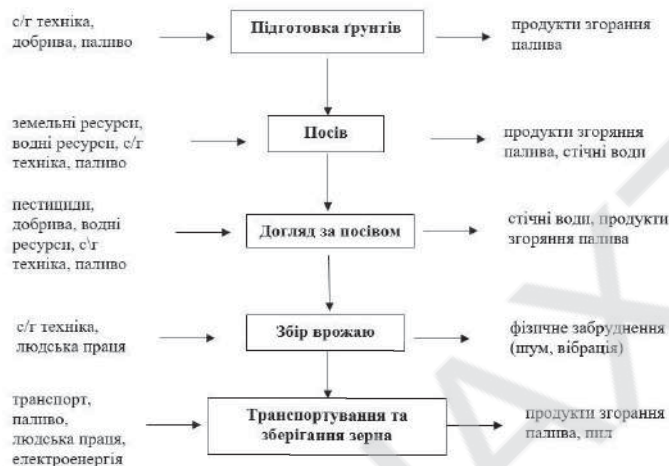 с/г техніка,
добрива, паливо
Підготовка ґрунтів
продукти згорання
палива
земельні ресурси,
водні ресурси, с/г
техніка, паливо
Посів
продукти згоряння
палива, стічні води
пестициди,
добрива, водні
ресурси, с\г
техніка, паливо
Догляд за посівом
стічні води, продукти
згоряння палива
с/г техніка,
людська праця
Збір врожаю
фізичне забруднення
(шум, вібрація)
транспорт,
паливо,
людська праця,
електроенергія
Транспортування та
зберігання зерна
продукти згорання
палива, пил